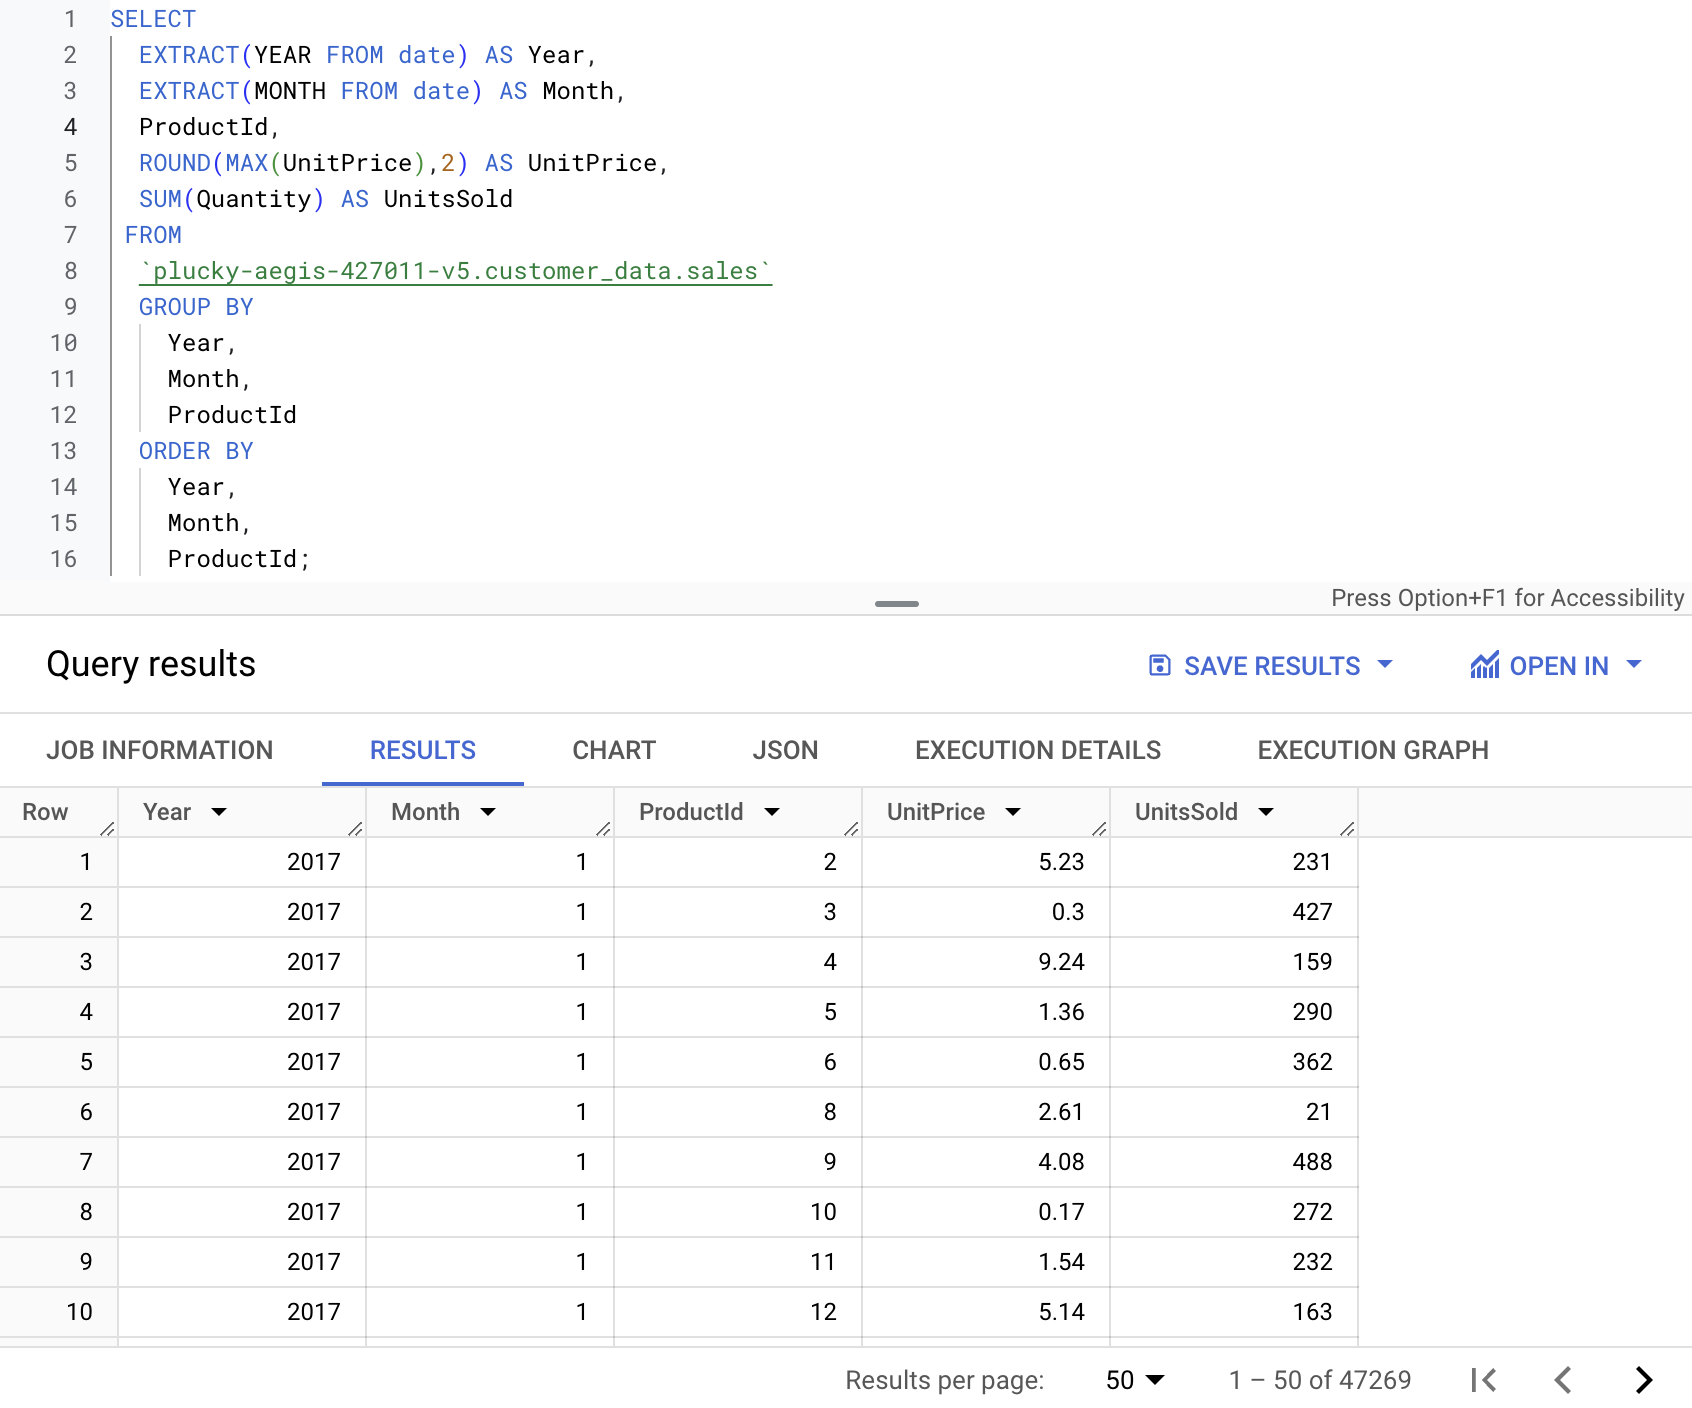 1 SELECT
2 EXTRACT(YEAR FROM date) AS Year,
3 EXTRACT(MONTH FROM date) AS Month,
4 ProductId,
5 ROUND(MAX(UnitPrice),2) AS UnitPrice,
6 SUM(Quantity) AS UnitsSold
7 FROM
8 `plucky-aegis-427011-v5.customer_data.sales`
9 GROUP BY
10 Year,
11 Month,
12 ProductId
13 ORDER BY
14 Year,
15 Month,
16 ProductId;
Press Option+F1 for Accessibility
Query results SAVE RESULTS OPEN IN
JOB INFORMATION RESULTS CHART JSON EXECUTION DETAILS EXECUTION GRAPH
Row Year Month ProductId UnitPrice UnitsSold
1 2017 1 2 5.23 231
2 2017 1 3 0.3 427
3 2017 1 4 9.24 159
4 2017 1 5 1.36 290
5 2017 1 6 0.65 362
6 2017 1 8 2.61 21
7 2017 1 9 4.08 488
8 2017 1 10 0.17 272
9 2017 1 11 1.54 232
10 2017 1 12 5.14 163
Results per page: 50 1 – 50 of 47269